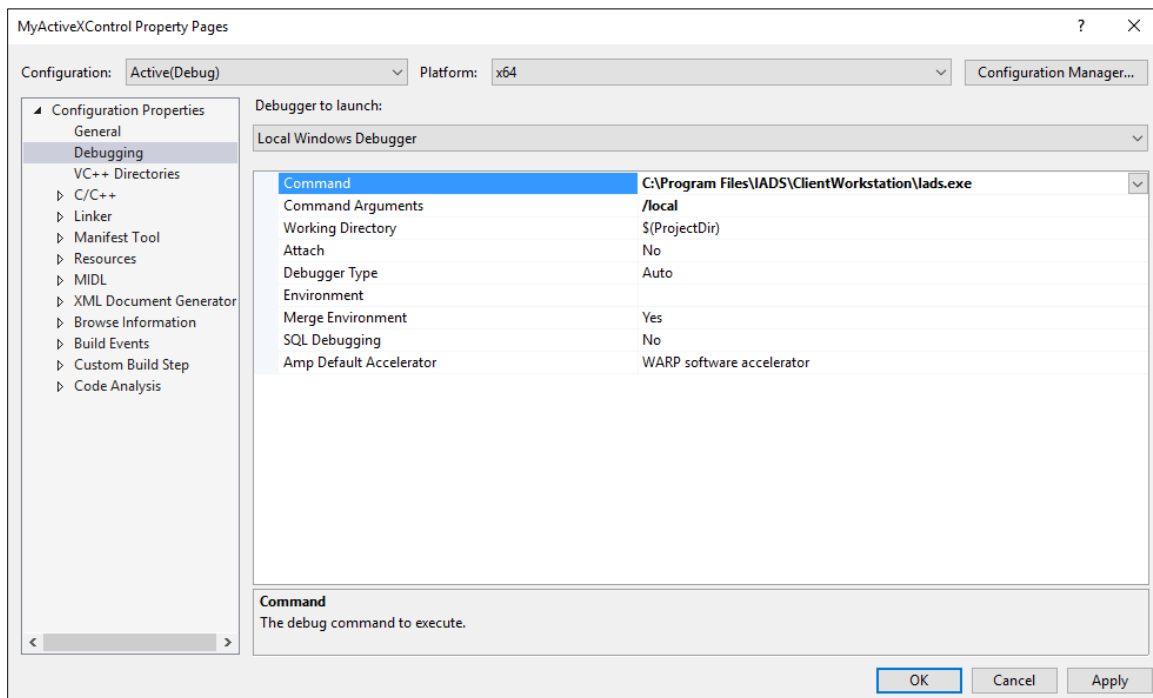 MyActiveXControl Property Pages
Configuration: Active(Debug) Platform: x64 Configuration Manager...
Configuration Properties
General
Debugging
VC++ Directories
C/C++
Linker
Manifest Tool
Resources
MIDL
XML Document Generator
Browse Information
Build Events
Custom Build Step
Code Analysis
Debugger to launch:
Local Windows Debugger
Command C:\Program Files\IADS\ClientWorkstation\Iads.exe
Command Arguments /local
Working Directory $(ProjectDir)
Attach No
Debugger Type Auto
Environment
Merge Environment Yes
SQL Debugging No
Amp Default Accelerator WARP software accelerator
Command
The debug command to execute.
OK Cancel Apply